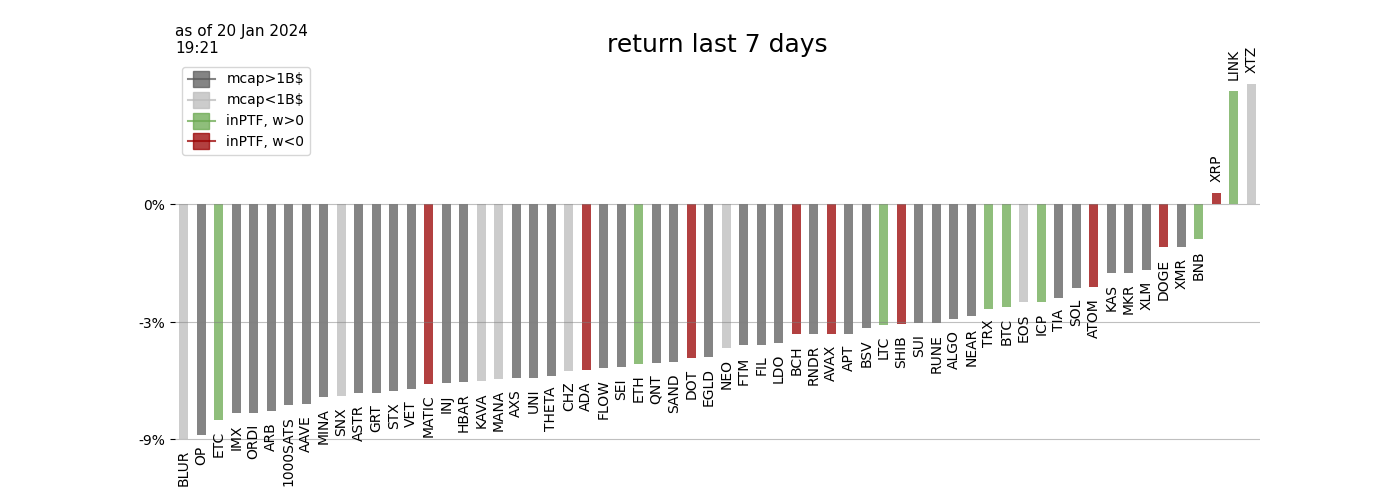 as of 20 Jan 2024
19:21
return last 7 days
mcap>1B$
mcap<1B$
inPTF, w>0
inPTF, w<0
0%
-3%
-9%
BLUR
OP
ETC
IMX
ORDI
ARB
1000SATS
AAVE
MINA
SNX
ASTR
GRT
STX
VET
MATIC
INJ
HBAR
KAVA
MANA
AXS
UNI
THETA
CHZ
ADA
FLOW
SEI
ETH
QNT
SAND
DOT
EGLD
NEO
FTM
FIL
LDO
BCH
RNDR
AVAX
APT
BSV
LTC
SHIB
SUI
RUNE
ALGO
NEAR
TRX
BTC
EOS
ICP
TIA
SOL
ATOM
KAS
MKR
XLM
DOGE
XMR
BNB
XRP
LINK
XTZ